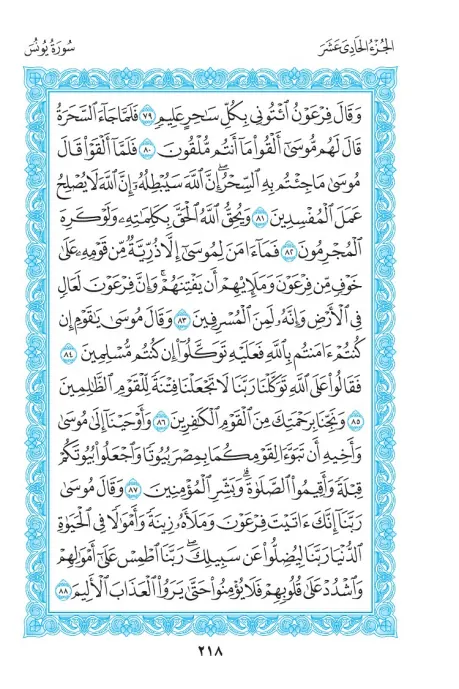 الجُزْءُ الحَادِي عَشَرَ
سُورَةُ يُونُسَ
وَقَالَ فِرْعَوْنُ ٱئْتُونِي بِكُلِّ سَٰحِرٍ عَلِيمٍ ٧٩ فَلَمَّا جَآءَ ٱلسَّحَرَةُ
قَالَ لَهُم مُّوسَىٰٓ أَلْقُوا۟ مَآ أَنتُم مُّلْقُونَ ٨٠ فَلَمَّآ أَلْقَوْا۟ قَالَ
مُوسَىٰ مَا جِئْتُم بِهِ ٱلسِّحْرُۖ إِنَّ ٱللَّهَ سَيُبْطِلُهُۥٓ إِنَّ ٱللَّهَ لَا يُصْلِحُ
عَمَلَ ٱلْمُفْسِدِينَ ٨١ وَيُحِقُّ ٱللَّهُ ٱلْحَقَّ بِكَلِمَٰتِهِۦ وَلَوْ كَرِهَ
ٱلْمُجْرِمُونَ ٨٢ فَمَآ ءَامَنَ لِمُوسَىٰٓ إِلَّا ذُرِّيَّةٌ مِّن قَوْمِهِۦ عَلَىٰ
خَوْفٍ مِّن فِرْعَوْنَ وَمَلَإِي۟هِمْ أَن يَفْتِنَهُمْۚ وَإِنَّ فِرْعَوْنَ لَعَالٍ
فِي ٱلْأَرْضِ وَإِنَّهُۥ لَمِنَ ٱلْمُسْرِفِينَ ٨٣ وَقَالَ مُوسَىٰ يَٰقَوْمِ إِن
كُنتُمْ ءَامَنتُم بِٱللَّهِ فَعَلَيْهِ تَوَكَّلُوٓا۟ إِن كُنتُم مُّسْلِمِينَ ٨٤
فَقَالُوا۟ عَلَى ٱللَّهِ تَوَكَّلْنَا رَبَّنَا لَا تَجْعَلْنَا فِتْنَةً لِّلْقَوْمِ ٱلظَّٰلِمِينَ
٨٥ وَنَجِّنَا بِرَحْمَتِكَ مِنَ ٱلْقَوْمِ ٱلْكَٰفِرِينَ ٨٦ وَأَوْحَيْنَآ إِلَىٰ مُوسَىٰ
وَأَخِيهِ أَن تَبَوَّءَا لِقَوْمِكُمَا بِمِصْرَ بُيُوتًا وَٱجْعَلُوا۟ بُيُوتَكُمْ
قِبْلَةً وَأَقِيمُوا۟ ٱلصَّلَوٰةَۗ وَبَشِّرِ ٱلْمُؤْمِنِينَ ٨٧ وَقَالَ مُوسَىٰ
رَبَّنَآ إِنَّكَ ءَاتَيْتَ فِرْعَوْنَ وَمَلَأَهُۥ زِينَةً وَأَمْوَٰلًا فِي ٱلْحَيَوٰةِ
ٱلدُّنْيَا رَبَّنَا لِيُضِلُّوا۟ عَن سَبِيلِكَۖ رَبَّنَا ٱطْمِسْ عَلَىٰٓ أَمْوَٰلِهِمْ
وَٱشْدُدْ عَلَىٰ قُلُوبِهِمْ فَلَا يُؤْمِنُوا۟ حَتَّىٰ يَرَوُا۟ ٱلْعَذَابَ ٱلْأَلِيمَ ٨٨
٢١٨